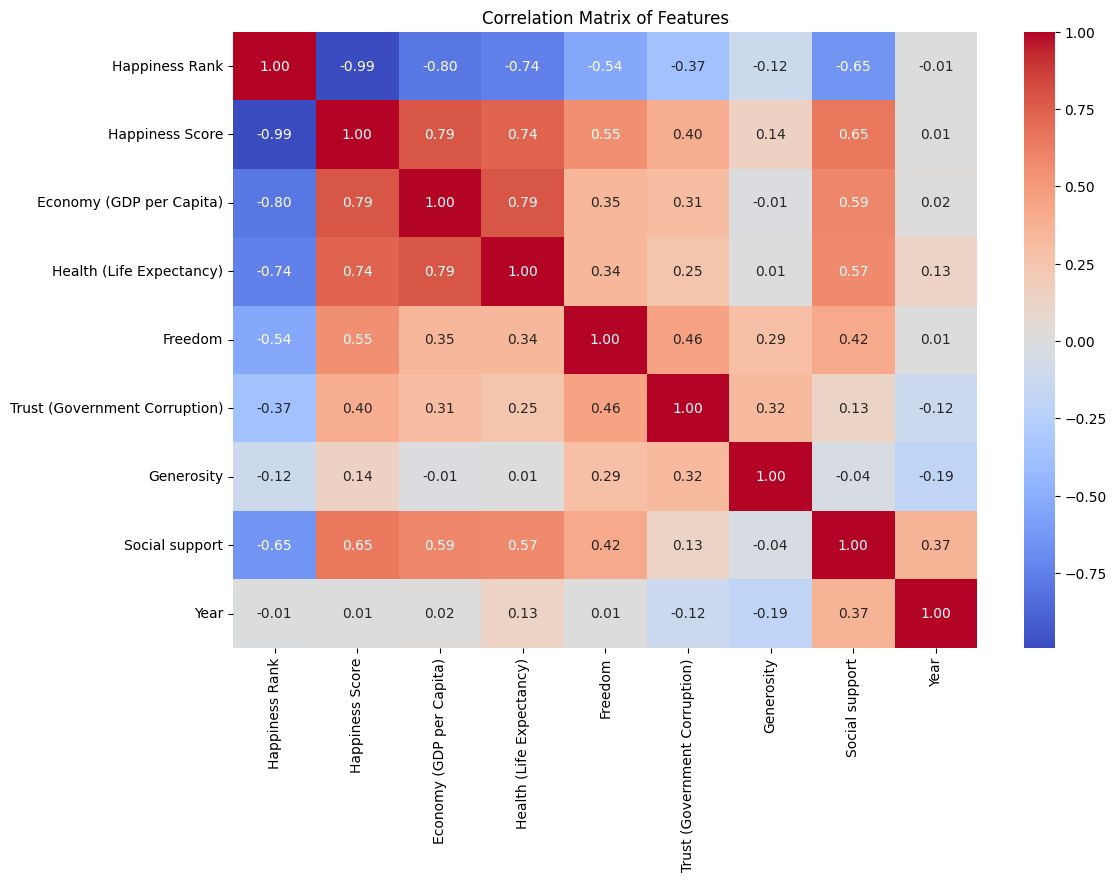 Correlation Matrix of Features
Happiness Rank 1.00 -0.99 -0.80 -0.74 -0.54 -0.37 -0.12 -0.65 -0.01
Happiness Score -0.99 1.00 0.79 0.74 0.55 0.40 0.14 0.65 0.01
Economy (GDP per Capita) -0.80 0.79 1.00 0.79 0.35 0.31 -0.01 0.59 0.02
Health (Life Expectancy) -0.74 0.74 0.79 1.00 0.34 0.25 0.01 0.57 0.13
Freedom -0.54 0.55 0.35 0.34 1.00 0.46 0.29 0.42 0.01
Trust (Government Corruption) -0.37 0.40 0.31 0.25 0.46 1.00 0.32 0.13 -0.12
Generosity -0.12 0.14 -0.01 0.01 0.29 0.32 1.00 -0.04 -0.19
Social support -0.65 0.65 0.59 0.57 0.42 0.13 -0.04 1.00 0.37
Year -0.01 0.01 0.02 0.13 0.01 -0.12 -0.19 0.37 1.00
Happiness Rank
Happiness Score
Economy (GDP per Capita)
Health (Life Expectancy)
Freedom
Trust (Government Corruption)
Generosity
Social support
Year
1.00
0.75
0.50
0.25
0.00
−0.25
−0.50
−0.75